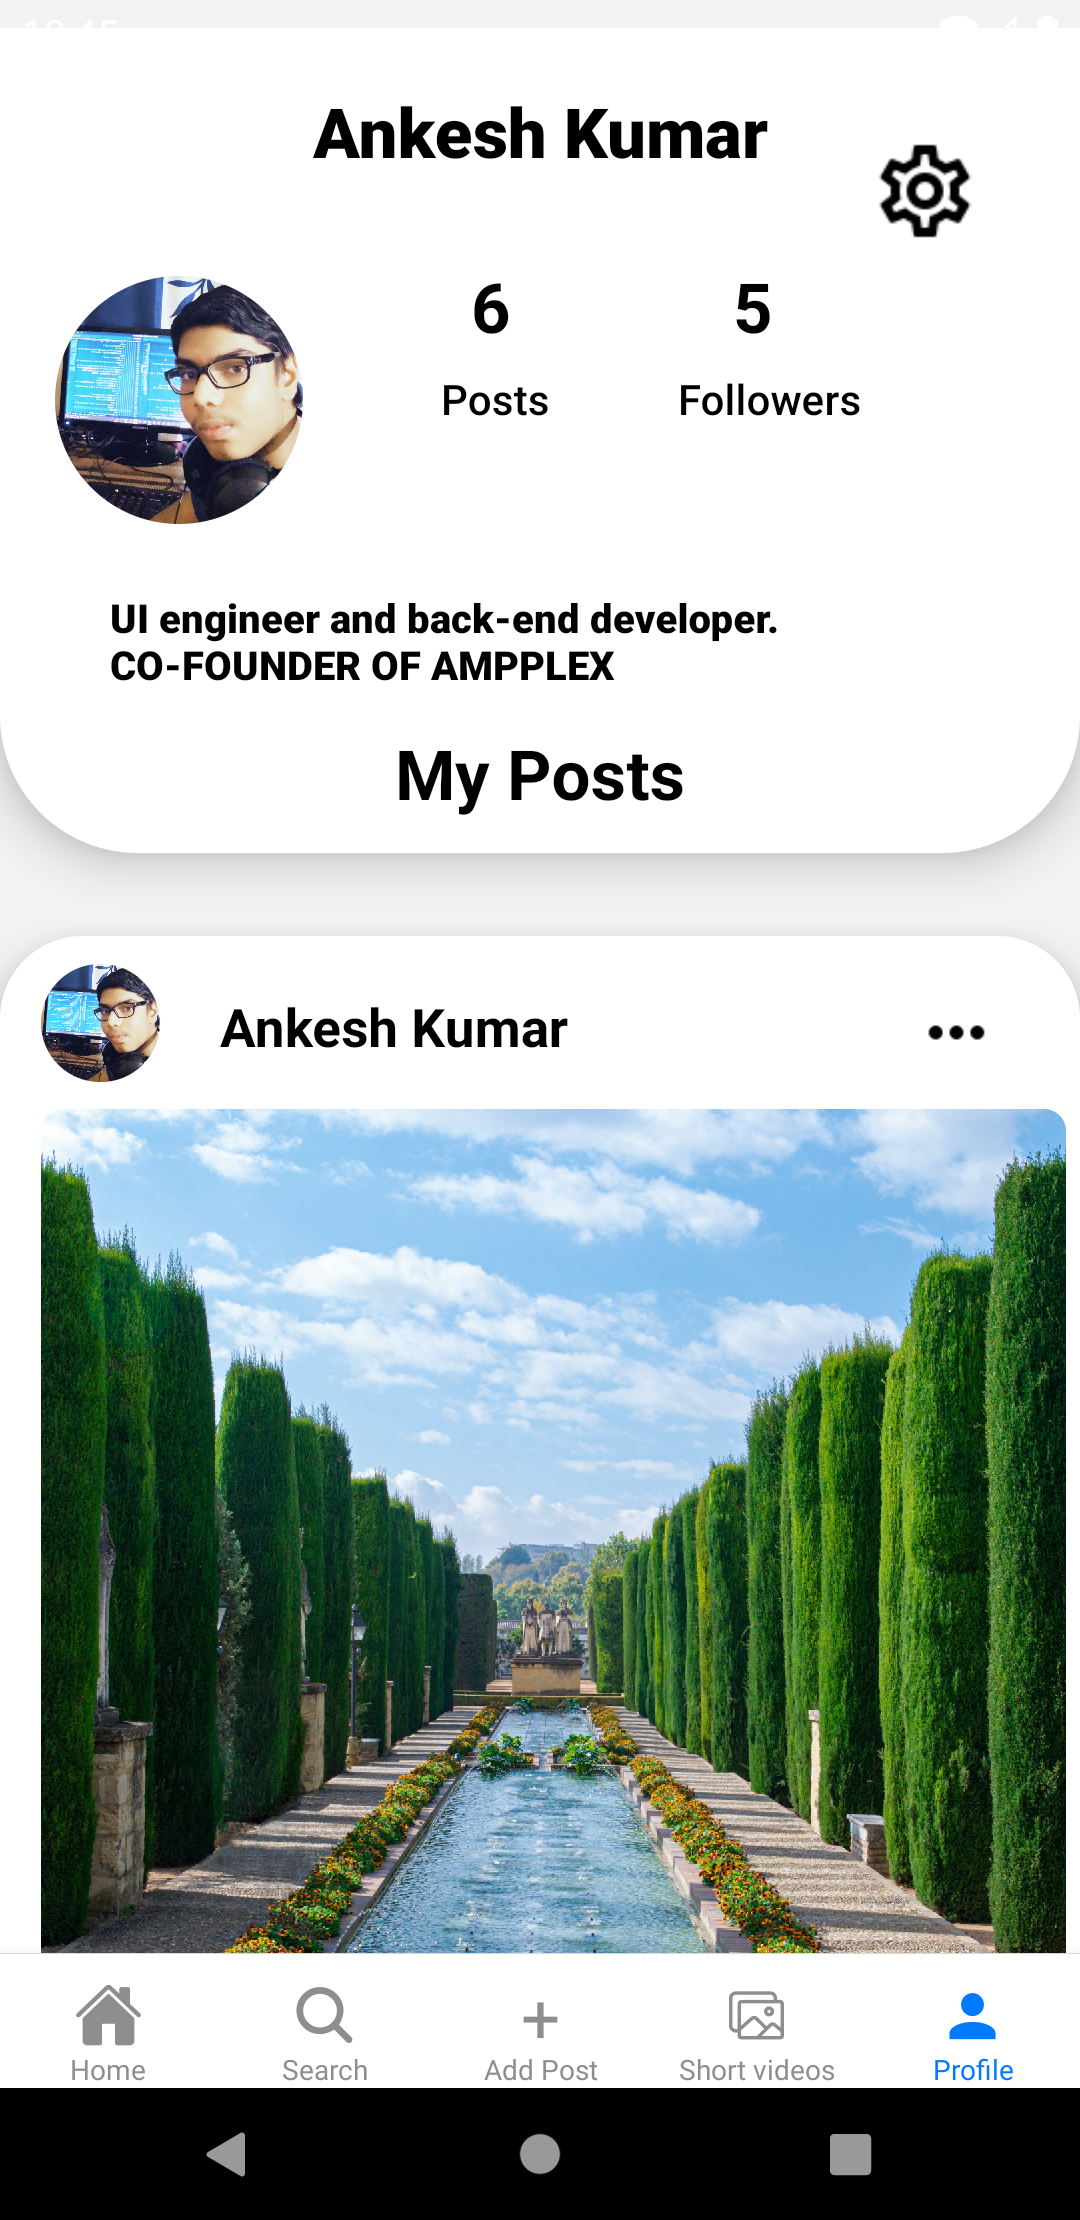 Ankesh Kumar
6 5
Posts Followers
UI engineer and back-end developer.
CO-FOUNDER OF AMPPLEX
My Posts
Ankesh Kumar
Home Search Add Post Short videos Profile